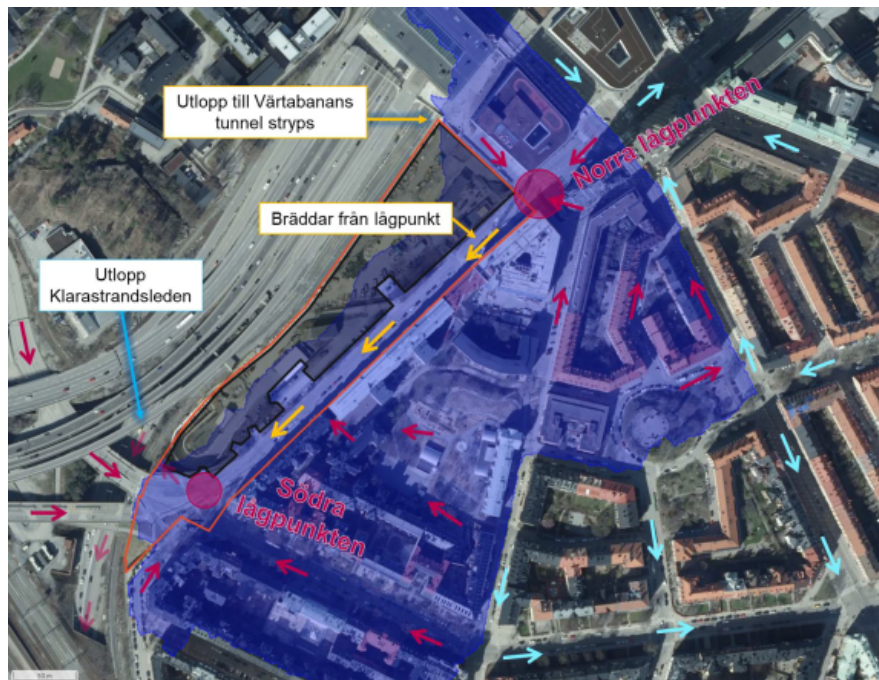 Utlopp till Värtabanans
tunnel stryps
Norra lågpunkten
Bräddar från lågpunkt
Utlopp
Klarastrandsleden
Södra
lågpunkten